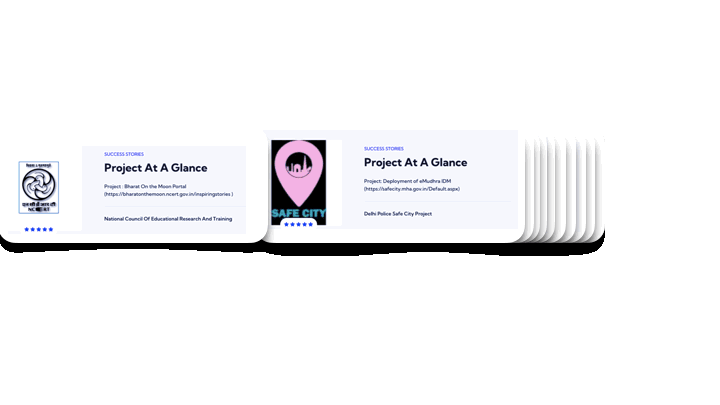 SUCCESS STORIES
Project At A Glance
Project : Bharat On the Moon Portal
(https://bharatonthemoon.ncert.gov.in/inspiringstories )
National Council Of Educational Research And Training
NCERT
SUCCESS STORIES
Project At A Glance
Project: Deployment of eMudhra IDM
(https://safecity.mha.gov.in/Default.aspx)
Delhi Police Safe City Project
SAFE CITY